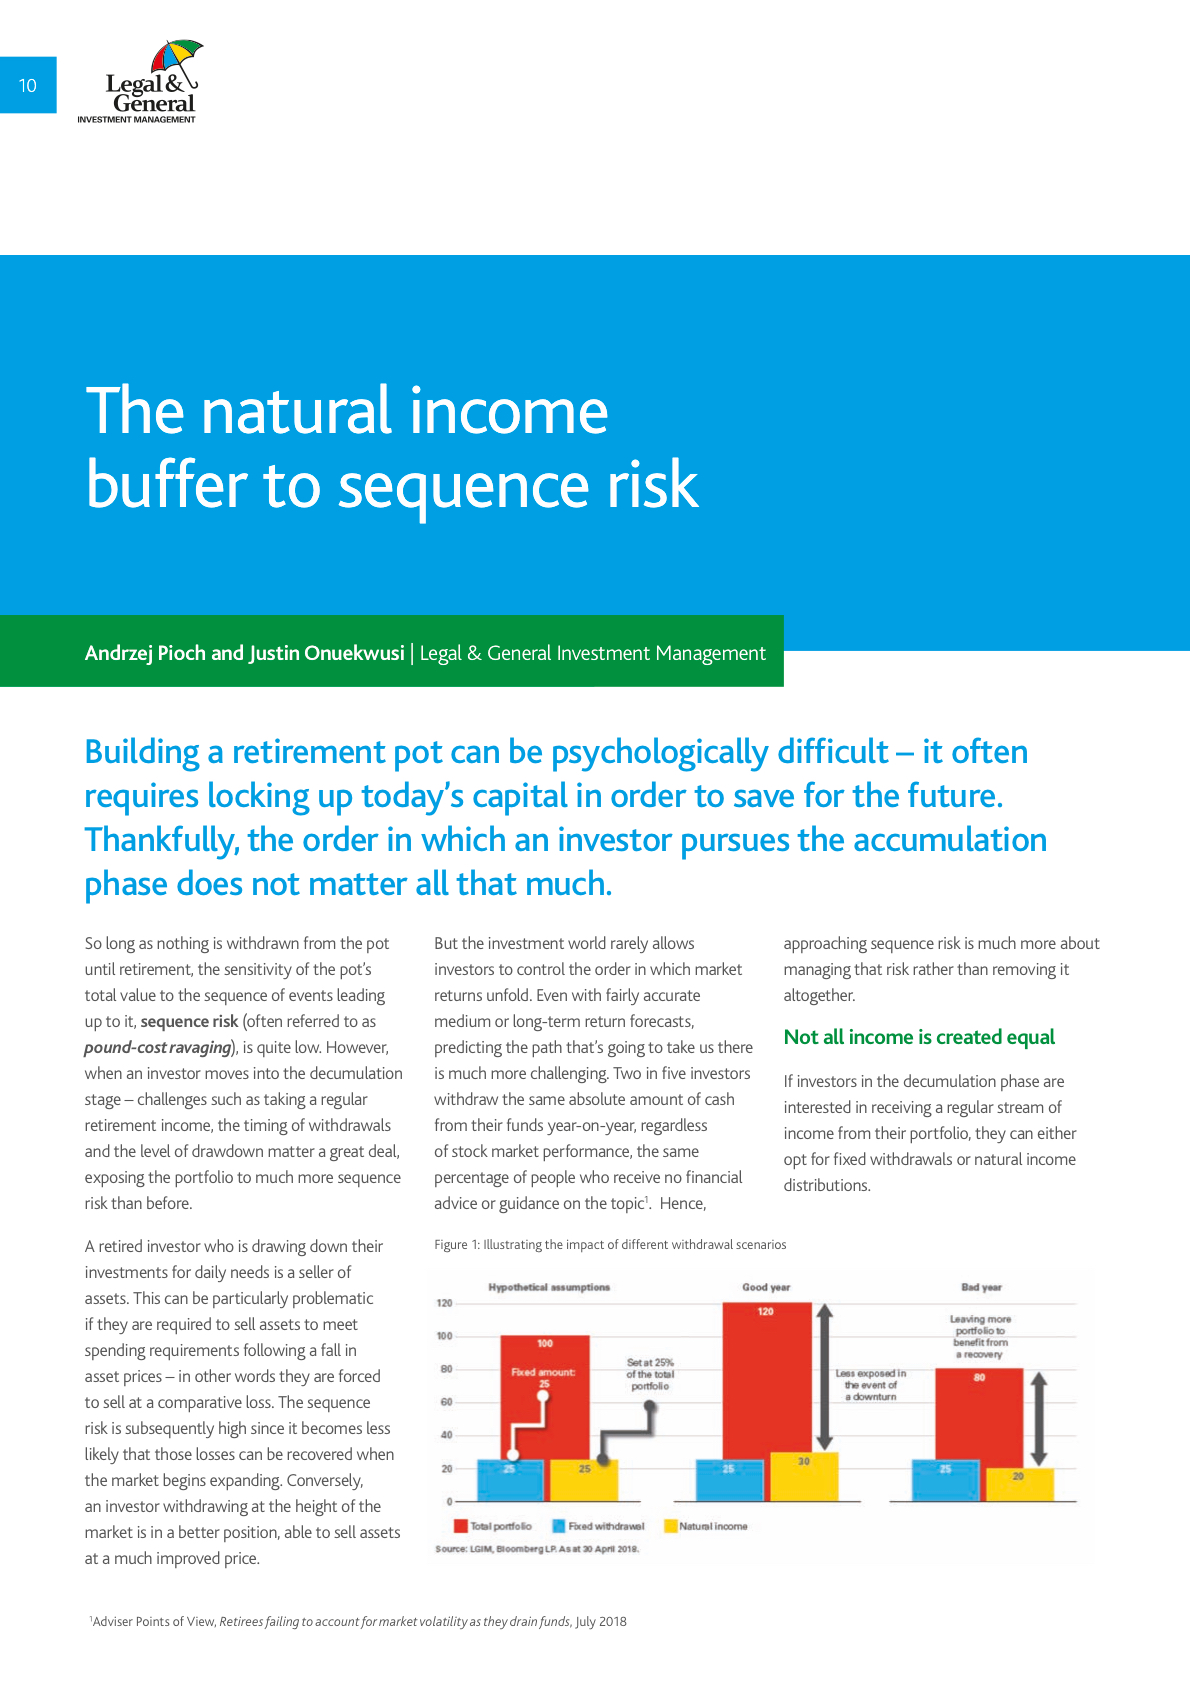 10
Legal &
General
INVESTMENT MANAGEMENT
The natural income
buffer to sequence risk
Andrzej Pioch and Justin Onuekwusi | Legal & General Investment Management
Building a retirement pot can be psychologically difficult – it often
requires locking up today’s capital in order to save for the future.
Thankfully, the order in which an investor pursues the accumulation
phase does not matter all that much.
So long as nothing is withdrawn from the pot
until retirement, the sensitivity of the pot’s
total value to the sequence of events leading
up to it, sequence risk (often referred to as
pound-cost ravaging), is quite low. However,
when an investor moves into the decumulation
stage – challenges such as taking a regular
retirement income, the timing of withdrawals
and the level of drawdown matter a great deal,
exposing the portfolio to much more sequence
risk than before.
A retired investor who is drawing down their
investments for daily needs is a seller of
assets. This can be particularly problematic
if they are required to sell assets to meet
spending requirements following a fall in
asset prices – in other words they are forced
to sell at a comparative loss. The sequence
risk is subsequently high since it becomes less
likely that those losses can be recovered when
the market begins expanding. Conversely,
an investor withdrawing at the height of the
market is in a better position, able to sell assets
at a much improved price.
But the investment world rarely allows
investors to control the order in which market
returns unfold. Even with fairly accurate
medium or long-term return forecasts,
predicting the path that’s going to take us there
is much more challenging. Two in five investors
withdraw the same absolute amount of cash
from their funds year-on-year, regardless
of stock market performance, the same
percentage of people who receive no financial
advice or guidance on the topic¹. Hence,
approaching sequence risk is much more about
managing that risk rather than removing it
altogether.
Not all income is created equal
If investors in the decumulation phase are
interested in receiving a regular stream of
income from their portfolio, they can either
opt for fixed withdrawals or natural income
distributions.
Figure 1: Illustrating the impact of different withdrawal scenarios
Hypothetical assumptions
Good year
Bad year
120
100
80
60
40
20
0
100
Fixed amount:
25
Set at 25%
of the total
portfolio
25
25
120
Less exposed in
the event of
a downturn
25
30
Leaving more
portfolio to
benefit from
a recovery
80
25
20
Total portfolio
Fixed withdrawal
Natural income
Source: LGIM, Bloomberg LP. As at 30 April 2018.
¹Adviser Points of View, Retirees failing to account for market volatility as they drain funds, July 2018